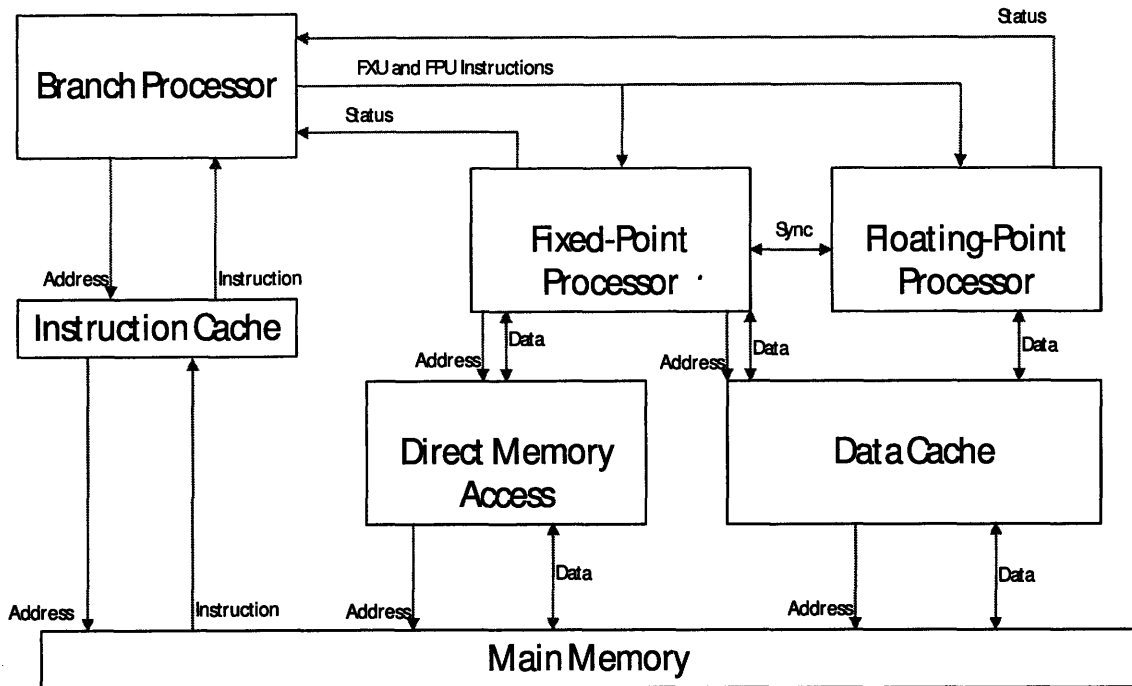 Status
Branch Processor
FXU and FPU Instructions
Status
Fixed-Point
Processor
Sync
Floating-Point
Processor
Address
Instruction
Instruction Cache
Address
Data
Address
Data
Data
Direct Memory
Access
Data Cache
Address
Instruction
Address
Data
Address
Data
Main Memory